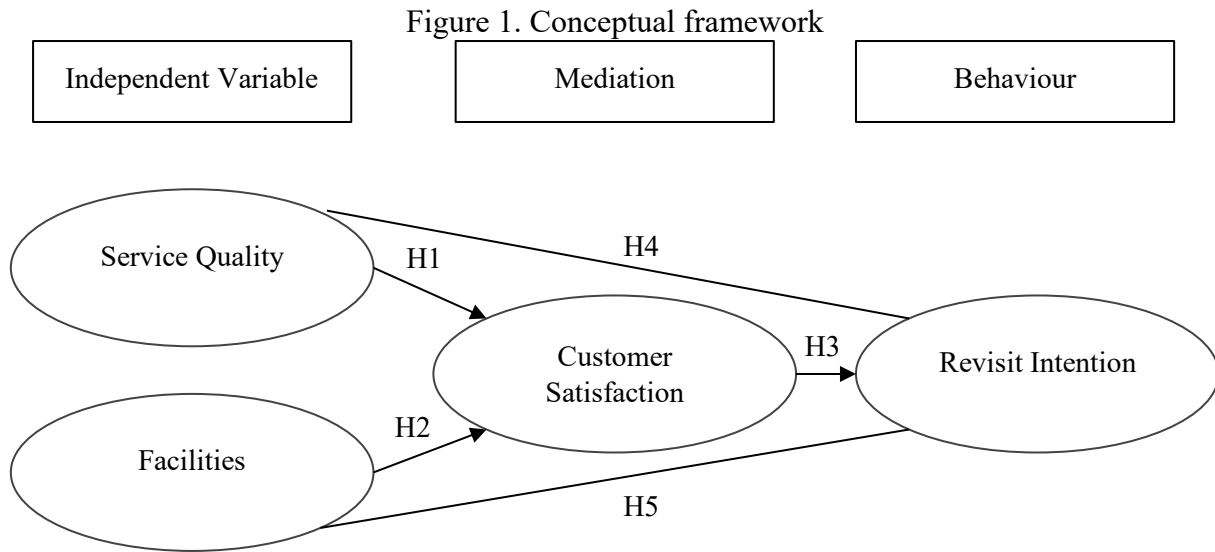 Figure 1. Conceptual framework
Independent Variable
Mediation
Behaviour
Service Quality
H1
H4
Customer
Satisfaction
H3
Revisit Intention
H2
Facilities
H5